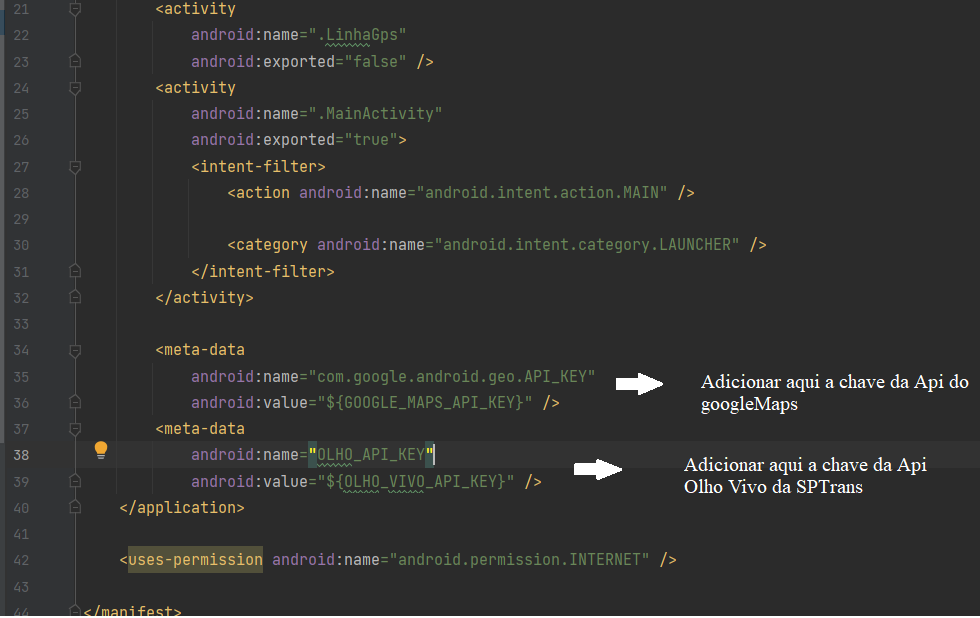 21 <activity
22 android:name=".LinhaGps"
23 android:exported="false" />
24 <activity
25 android:name=".MainActivity"
26 android:exported="true">
27 <intent-filter>
28 <action android:name="android.intent.action.MAIN" />
29
30 <category android:name="android.intent.category.LAUNCHER" />
31 </intent-filter>
32 </activity>
33
34 <meta-data
35 android:name="com.google.android.geo.API_KEY"
36 android:value="${GOOGLE_MAPS_API_KEY}" />
37 <meta-data
38 android:name="OLHO_API_KEY"
39 android:value="${OLHO_VIVO_API_KEY}" />
40 </application>
41
42 <uses-permission android:name="android.permission.INTERNET" />
43
44 </manifest>
Adicionar aqui a chave da Api do
googleMaps
Adicionar aqui a chave da Api
Olho Vivo da SPTrans